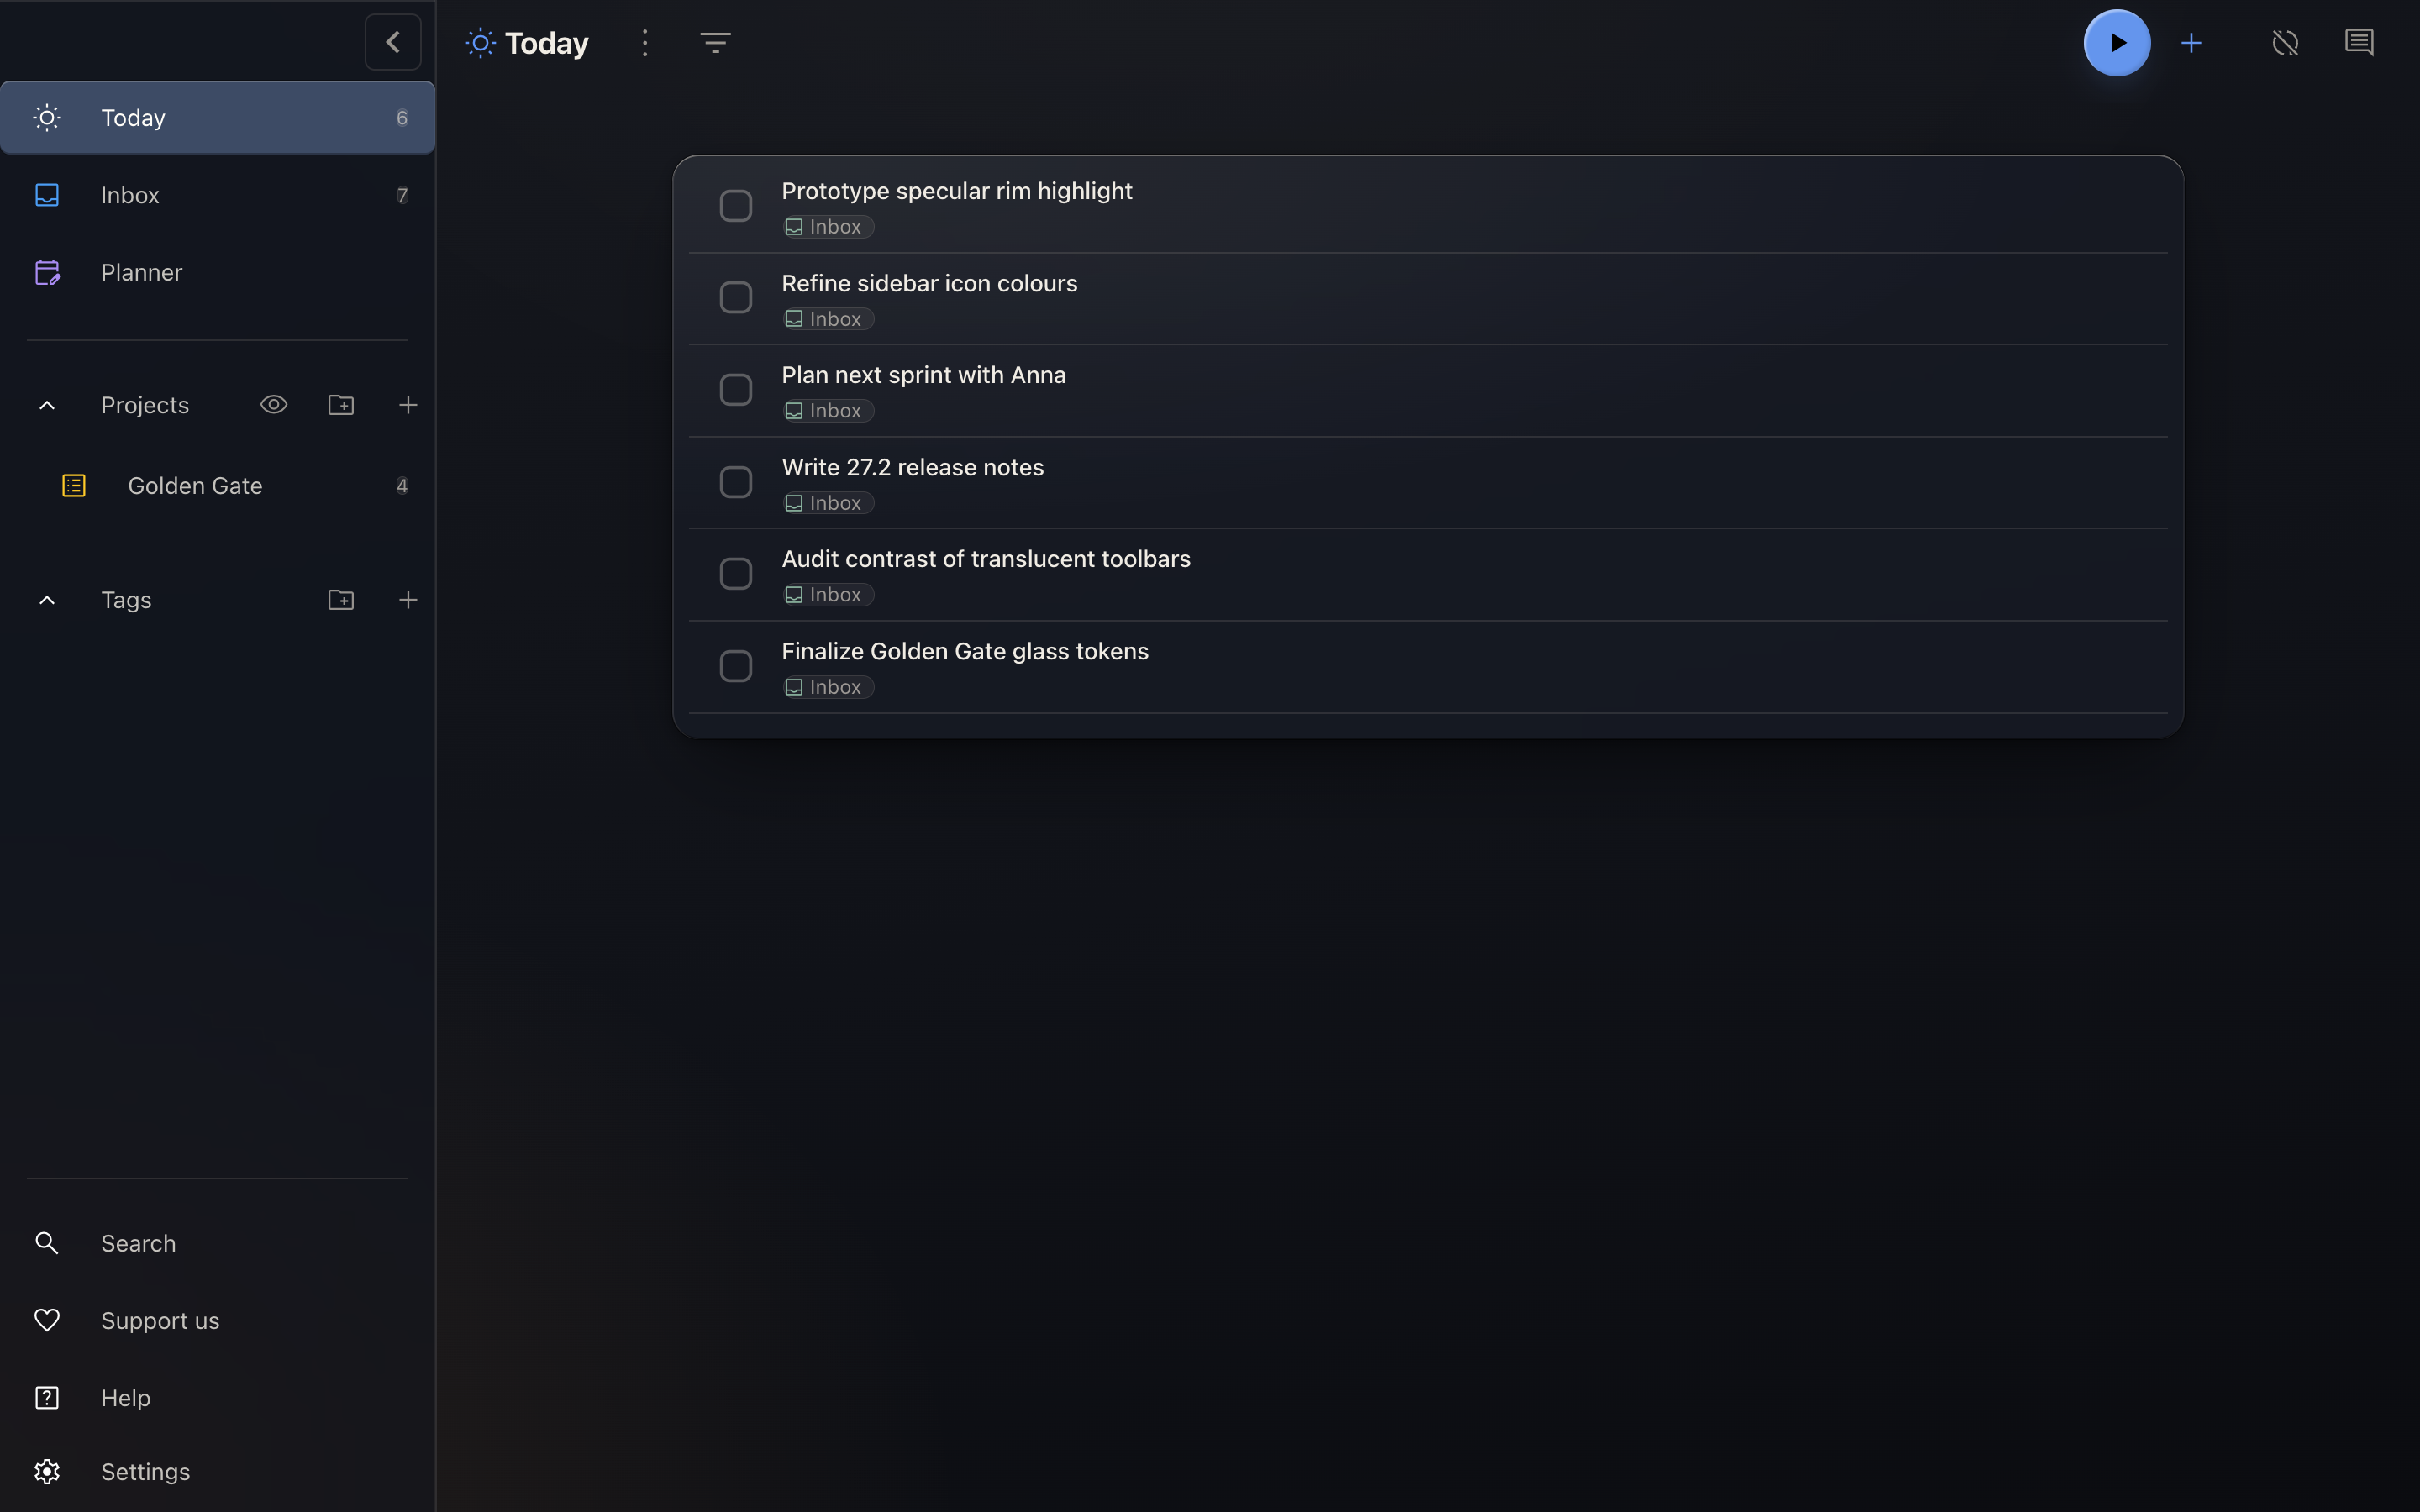 Today
6
Inbox
7
Planner
Projects
Golden Gate
4
Tags
Search
Support us
Help
Settings
Today
Prototype specular rim highlight
Inbox
Refine sidebar icon colours
Inbox
Plan next sprint with Anna
Inbox
Write 27.2 release notes
Inbox
Audit contrast of translucent toolbars
Inbox
Finalize Golden Gate glass tokens
Inbox